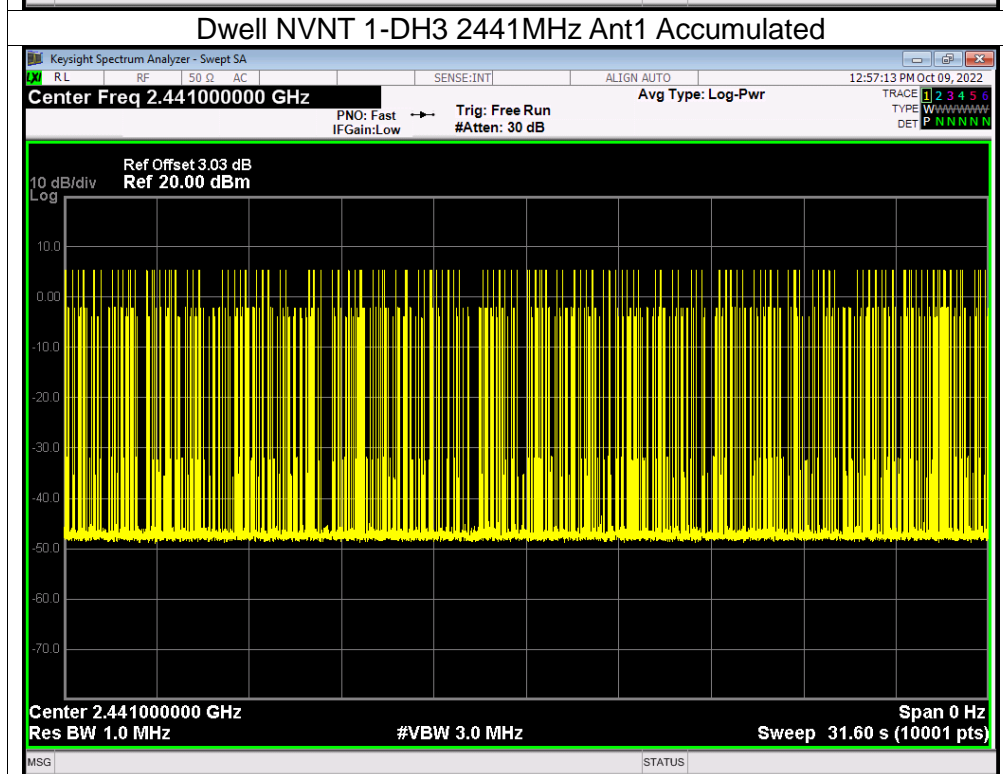 Dwell NVNT 1-DH3 2441MHz Ant1 Accumulated
Keysight Spectrum Analyzer - Swept SA
LXI RL RF 50 Ω AC SENSE:INT ALIGN AUTO 12:57:13 PM Oct 09, 2022
Center Freq 2.441000000 GHz Avg Type: Log-Pwr TRACE 1 2 3 4 5 6
PNO: Fast Trig: Free Run TYPE WWWWWW
IFGain:Low #Atten: 30 dB DET P N N N N N
Ref Offset 3.03 dB
10 dB/div Ref 20.00 dBm
Log
10.0
0.00
-10.0
-20.0
-30.0
-40.0
-50.0
-60.0
-70.0
Center 2.441000000 GHz Span 0 Hz
Res BW 1.0 MHz #VBW 3.0 MHz Sweep 31.60 s (10001 pts)
MSG STATUS